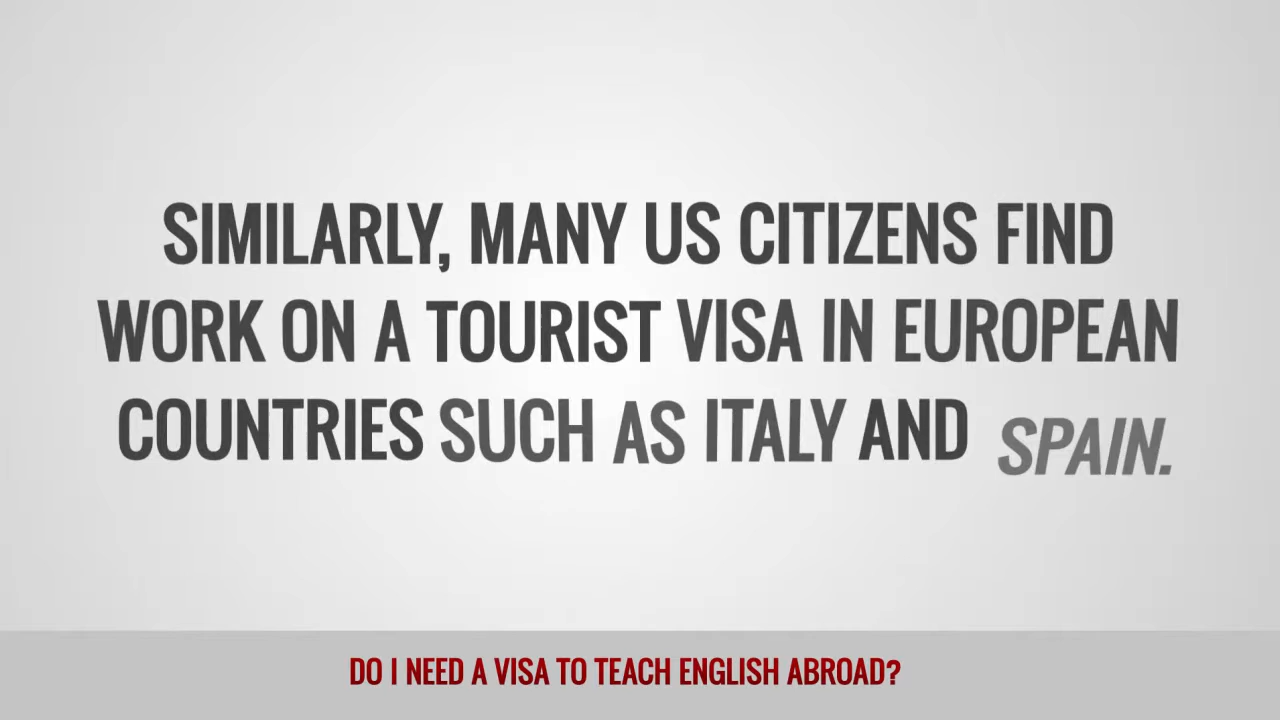 SIMILARLY, MANY US CITIZENS FIND
WORK ON A TOURIST VISA IN EUROPEAN
COUNTRIES SUCH AS ITALY AND SPAIN.
DO I NEED A VISA TO TEACH ENGLISH ABROAD?